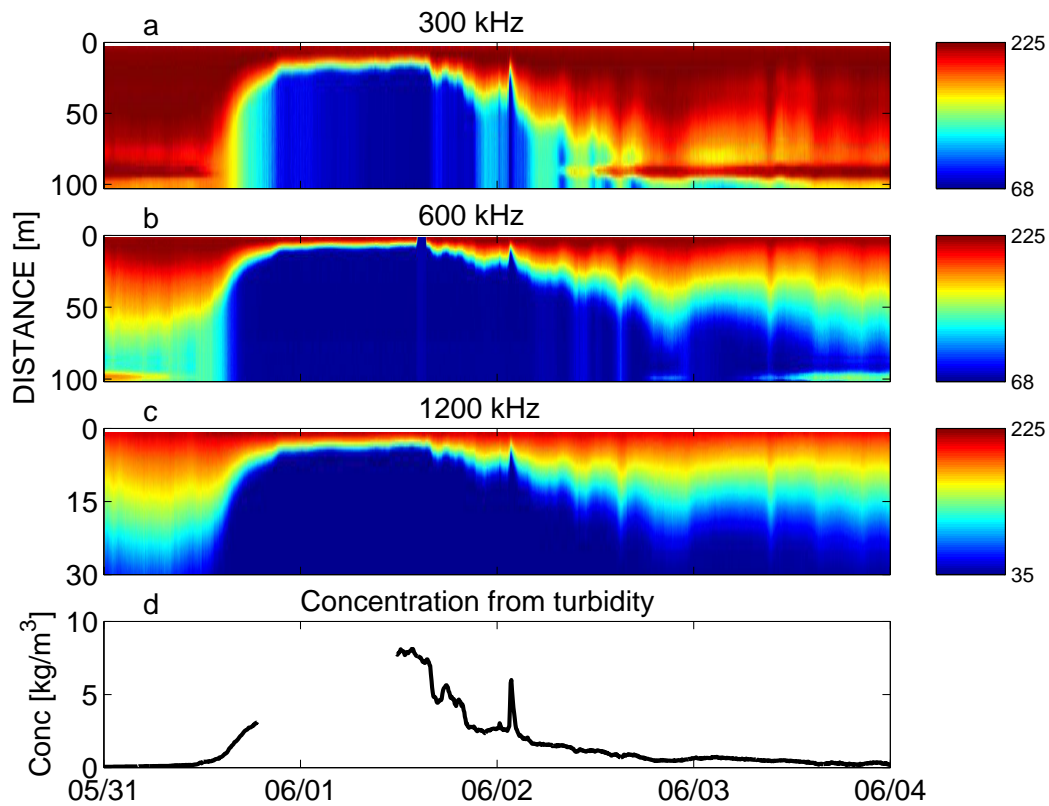 a 300 kHz
0
50
100
225
68
b 600 kHz
0
50
100
225
68
DISTANCE [m]
c 1200 kHz
0
15
30
225
35
d Concentration from turbidity
10
5
0
Conc [kg/m³]
05/31 06/01 06/02 06/03 06/04